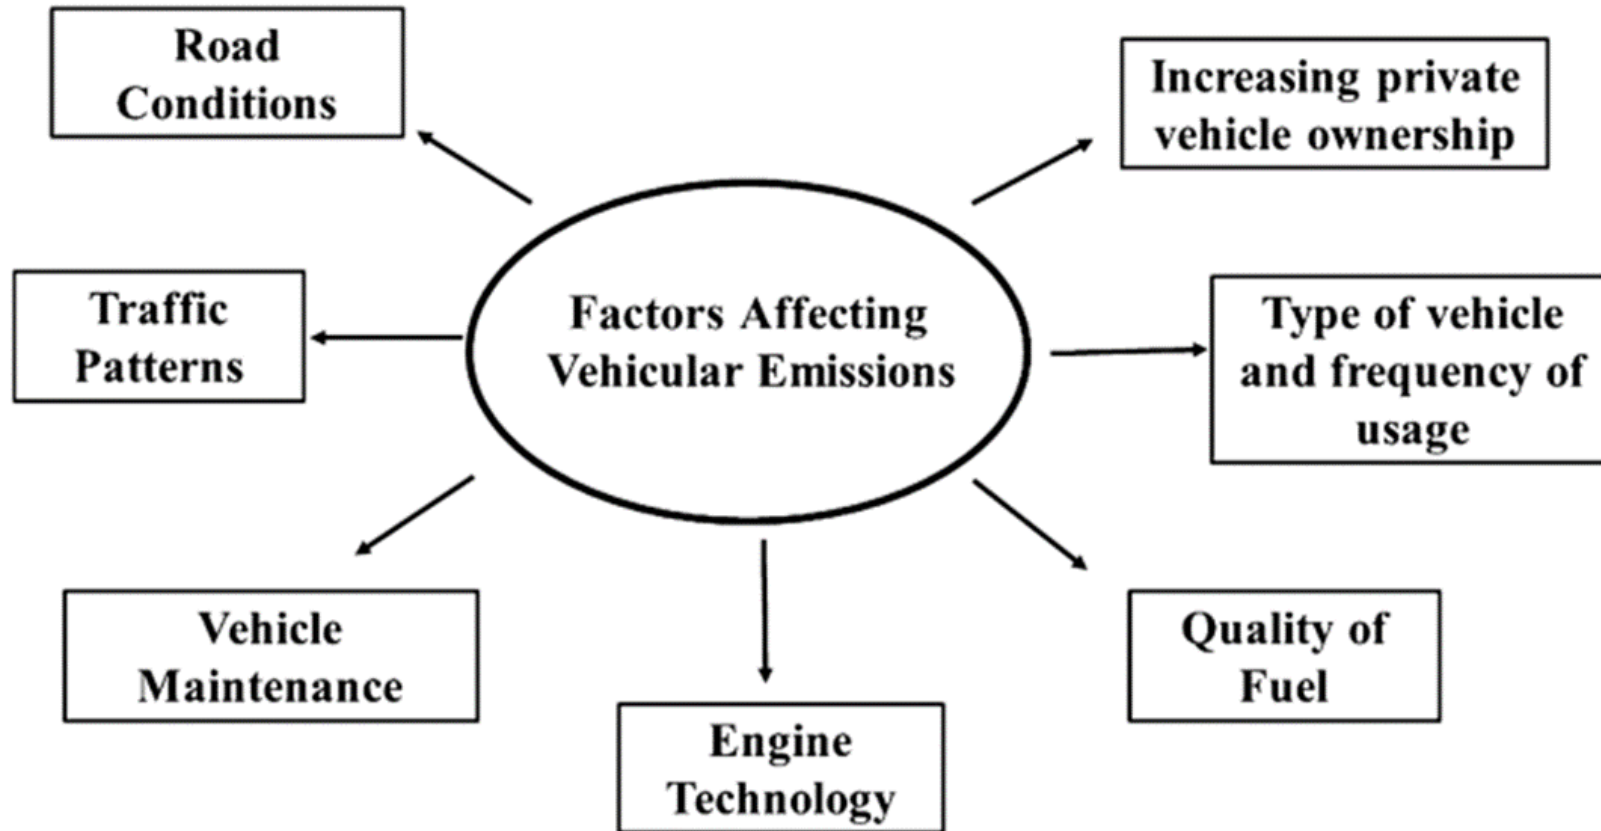 Road
Conditions
Increasing private
vehicle ownership
Traffic
Patterns
Factors Affecting
Vehicular Emissions
Type of vehicle
and frequency of
usage
Vehicle
Maintenance
Engine
Technology
Quality of
Fuel